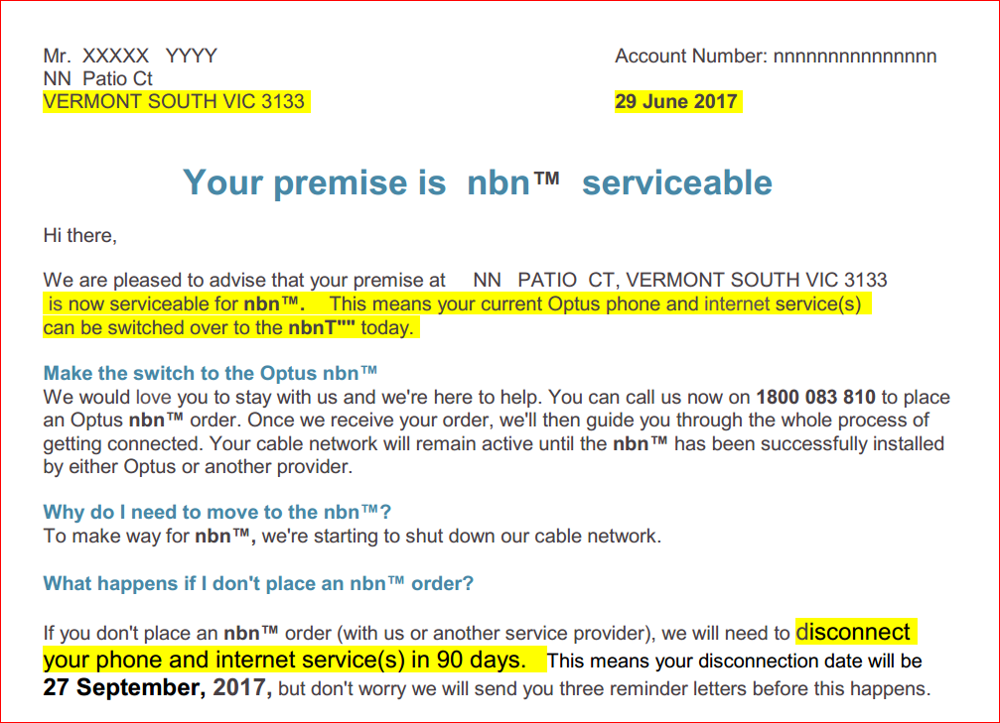 Mr. XXXXX YYYY
Account Number: nnnnnnnnnnnnnnn
NN Patio Ct
VERMONT SOUTH VIC 3133
29 June 2017
Your premise is nbn™ serviceable
Hi there,
We are pleased to advise that your premise at NN PATIO CT, VERMONT SOUTH VIC 3133
is now serviceable for nbn™. This means your current Optus phone and internet service(s)
can be switched over to the nbnT"" today.
Make the switch to the Optus nbn™
We would love you to stay with us and we're here to help. You can call us now on 1800 083 810 to place
an Optus nbn™ order. Once we receive your order, we'll then guide you through the whole process of
getting connected. Your cable network will remain active until the nbn™ has been successfully installed
by either Optus or another provider.
Why do I need to move to the nbn™?
To make way for nbn™, we're starting to shut down our cable network.
What happens if I don't place an nbn™ order?
If you don't place an nbn™ order (with us or another service provider), we will need to disconnect
your phone and internet service(s) in 90 days. This means your disconnection date will be
27 September, 2017, but don't worry we will send you three reminder letters before this happens.